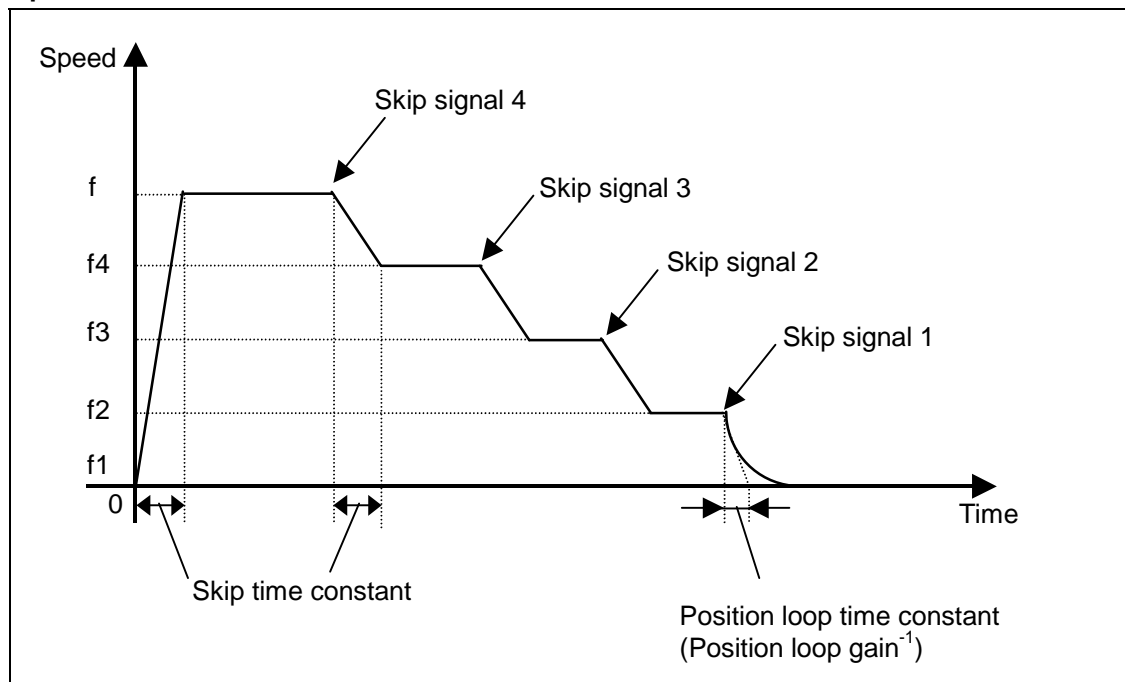 Speed
Skip signal 4
f
Skip signal 3
f4
Skip signal 2
f3
Skip signal 1
f2
f1
0
Time
Skip time constant
Position loop time constant
(Position loop gain⁻¹)